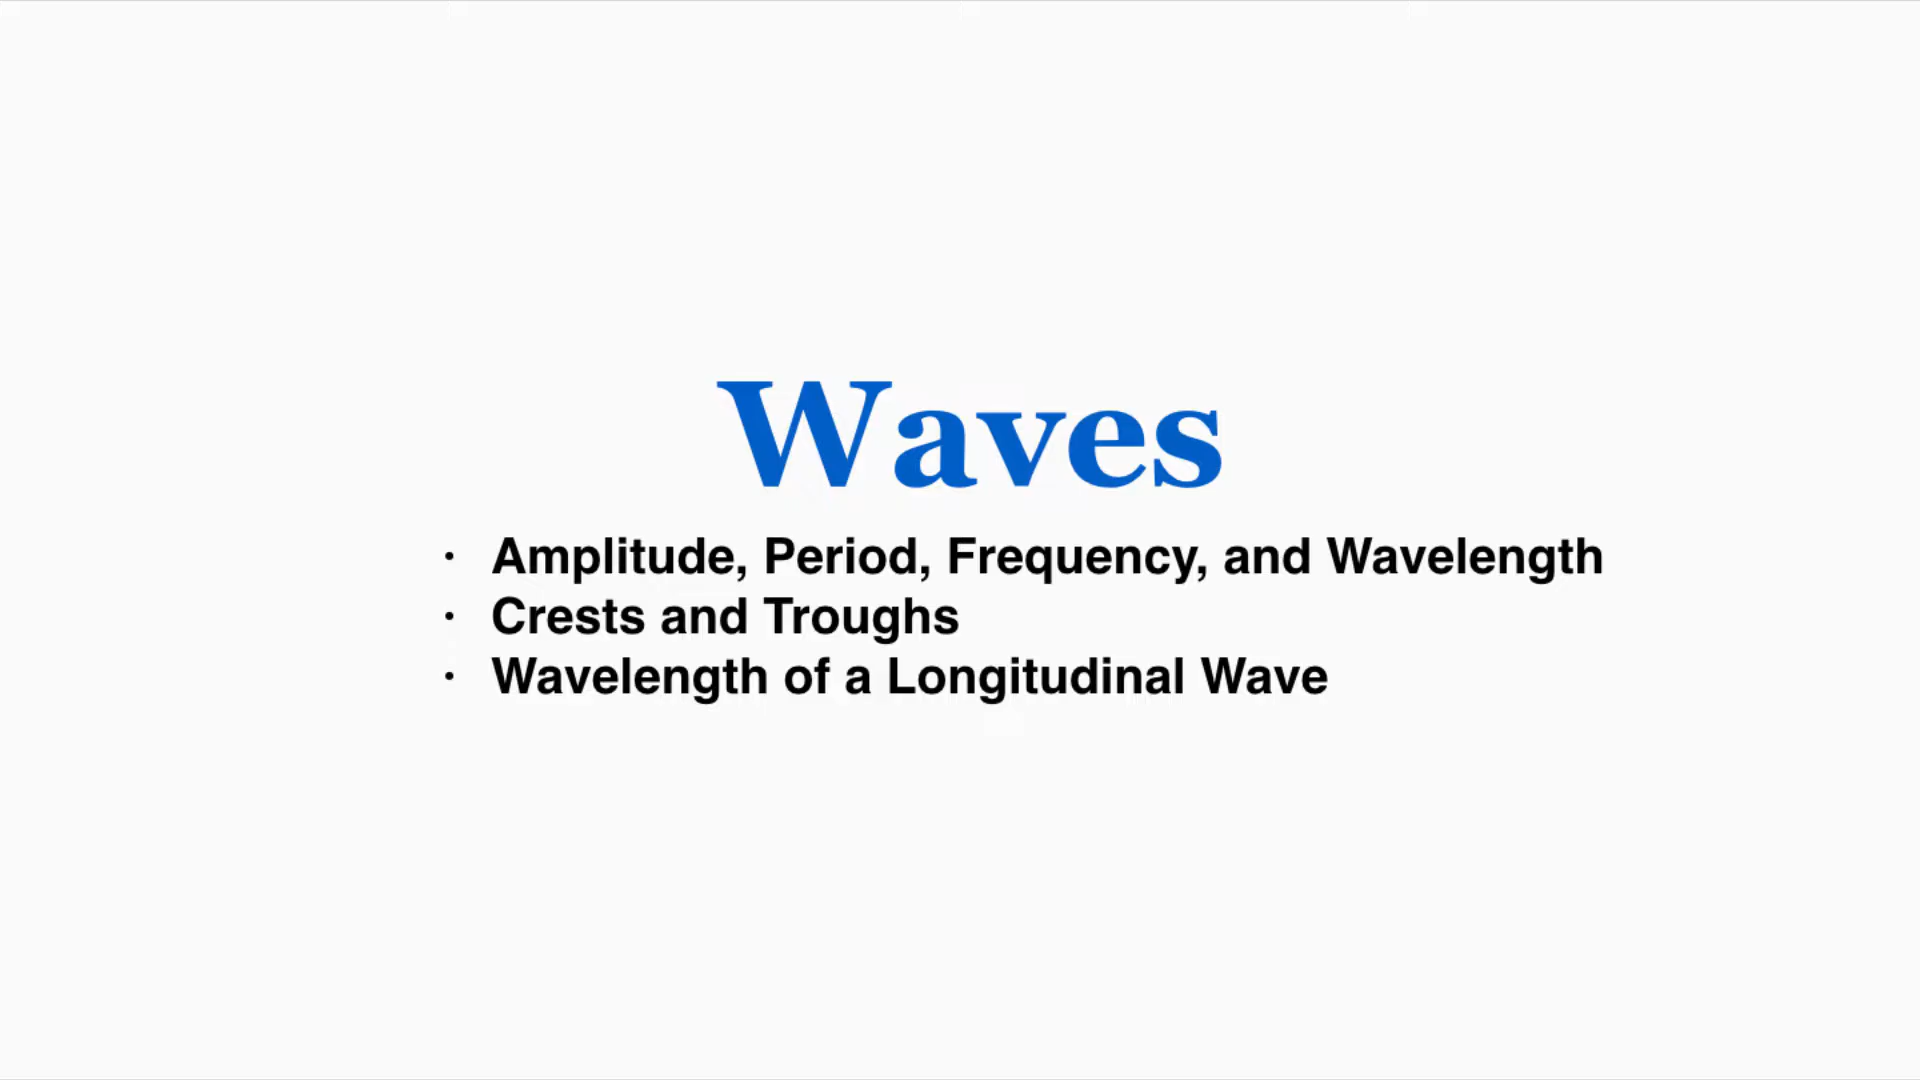 Waves
· Amplitude, Period, Frequency, and Wavelength
· Crests and Troughs
· Wavelength of a Longitudinal Wave